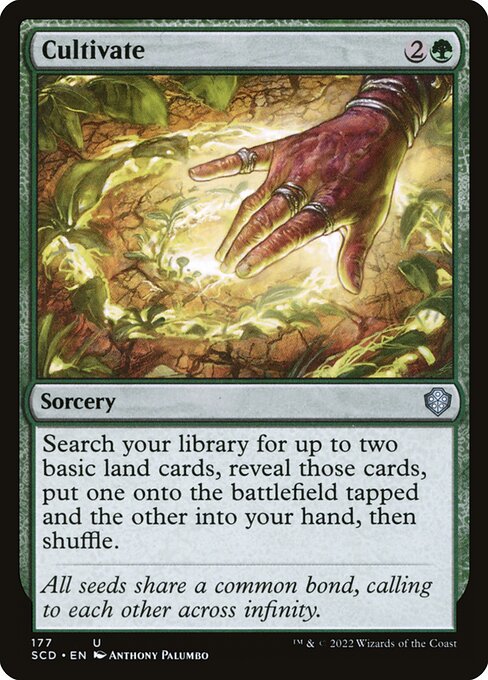 Cultivate 2
Sorcery
Search your library for up to two
basic land cards, reveal those cards,
put one onto the battlefield tapped
and the other into your hand, then
shuffle.
All seeds share a common bond, calling
to each other across infinity.
177 U ™ & © 2022 Wizards of the Coast
SCD • EN Anthony Palumbo